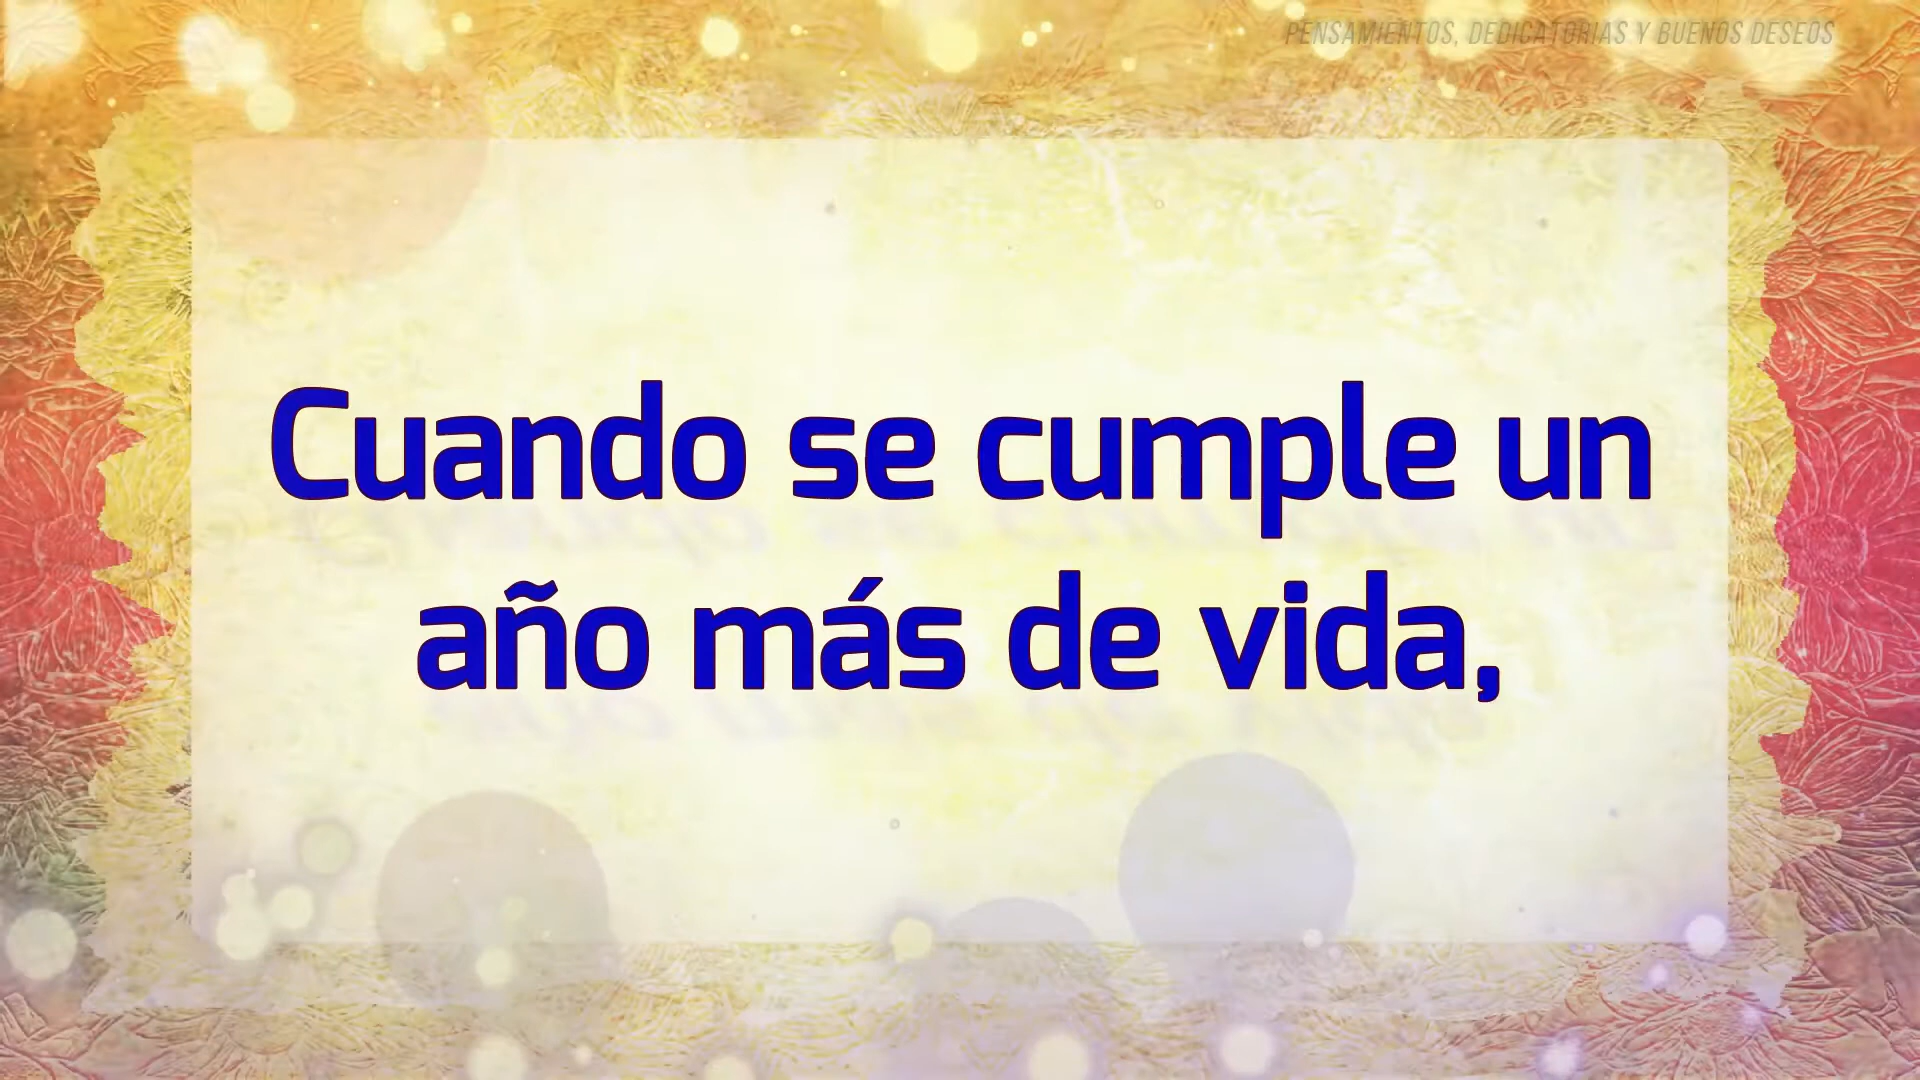 PENSAMIENTOS, DEDICATORIAS Y BUENOS DESEOS
Cuando se cumple un
año más de vida,